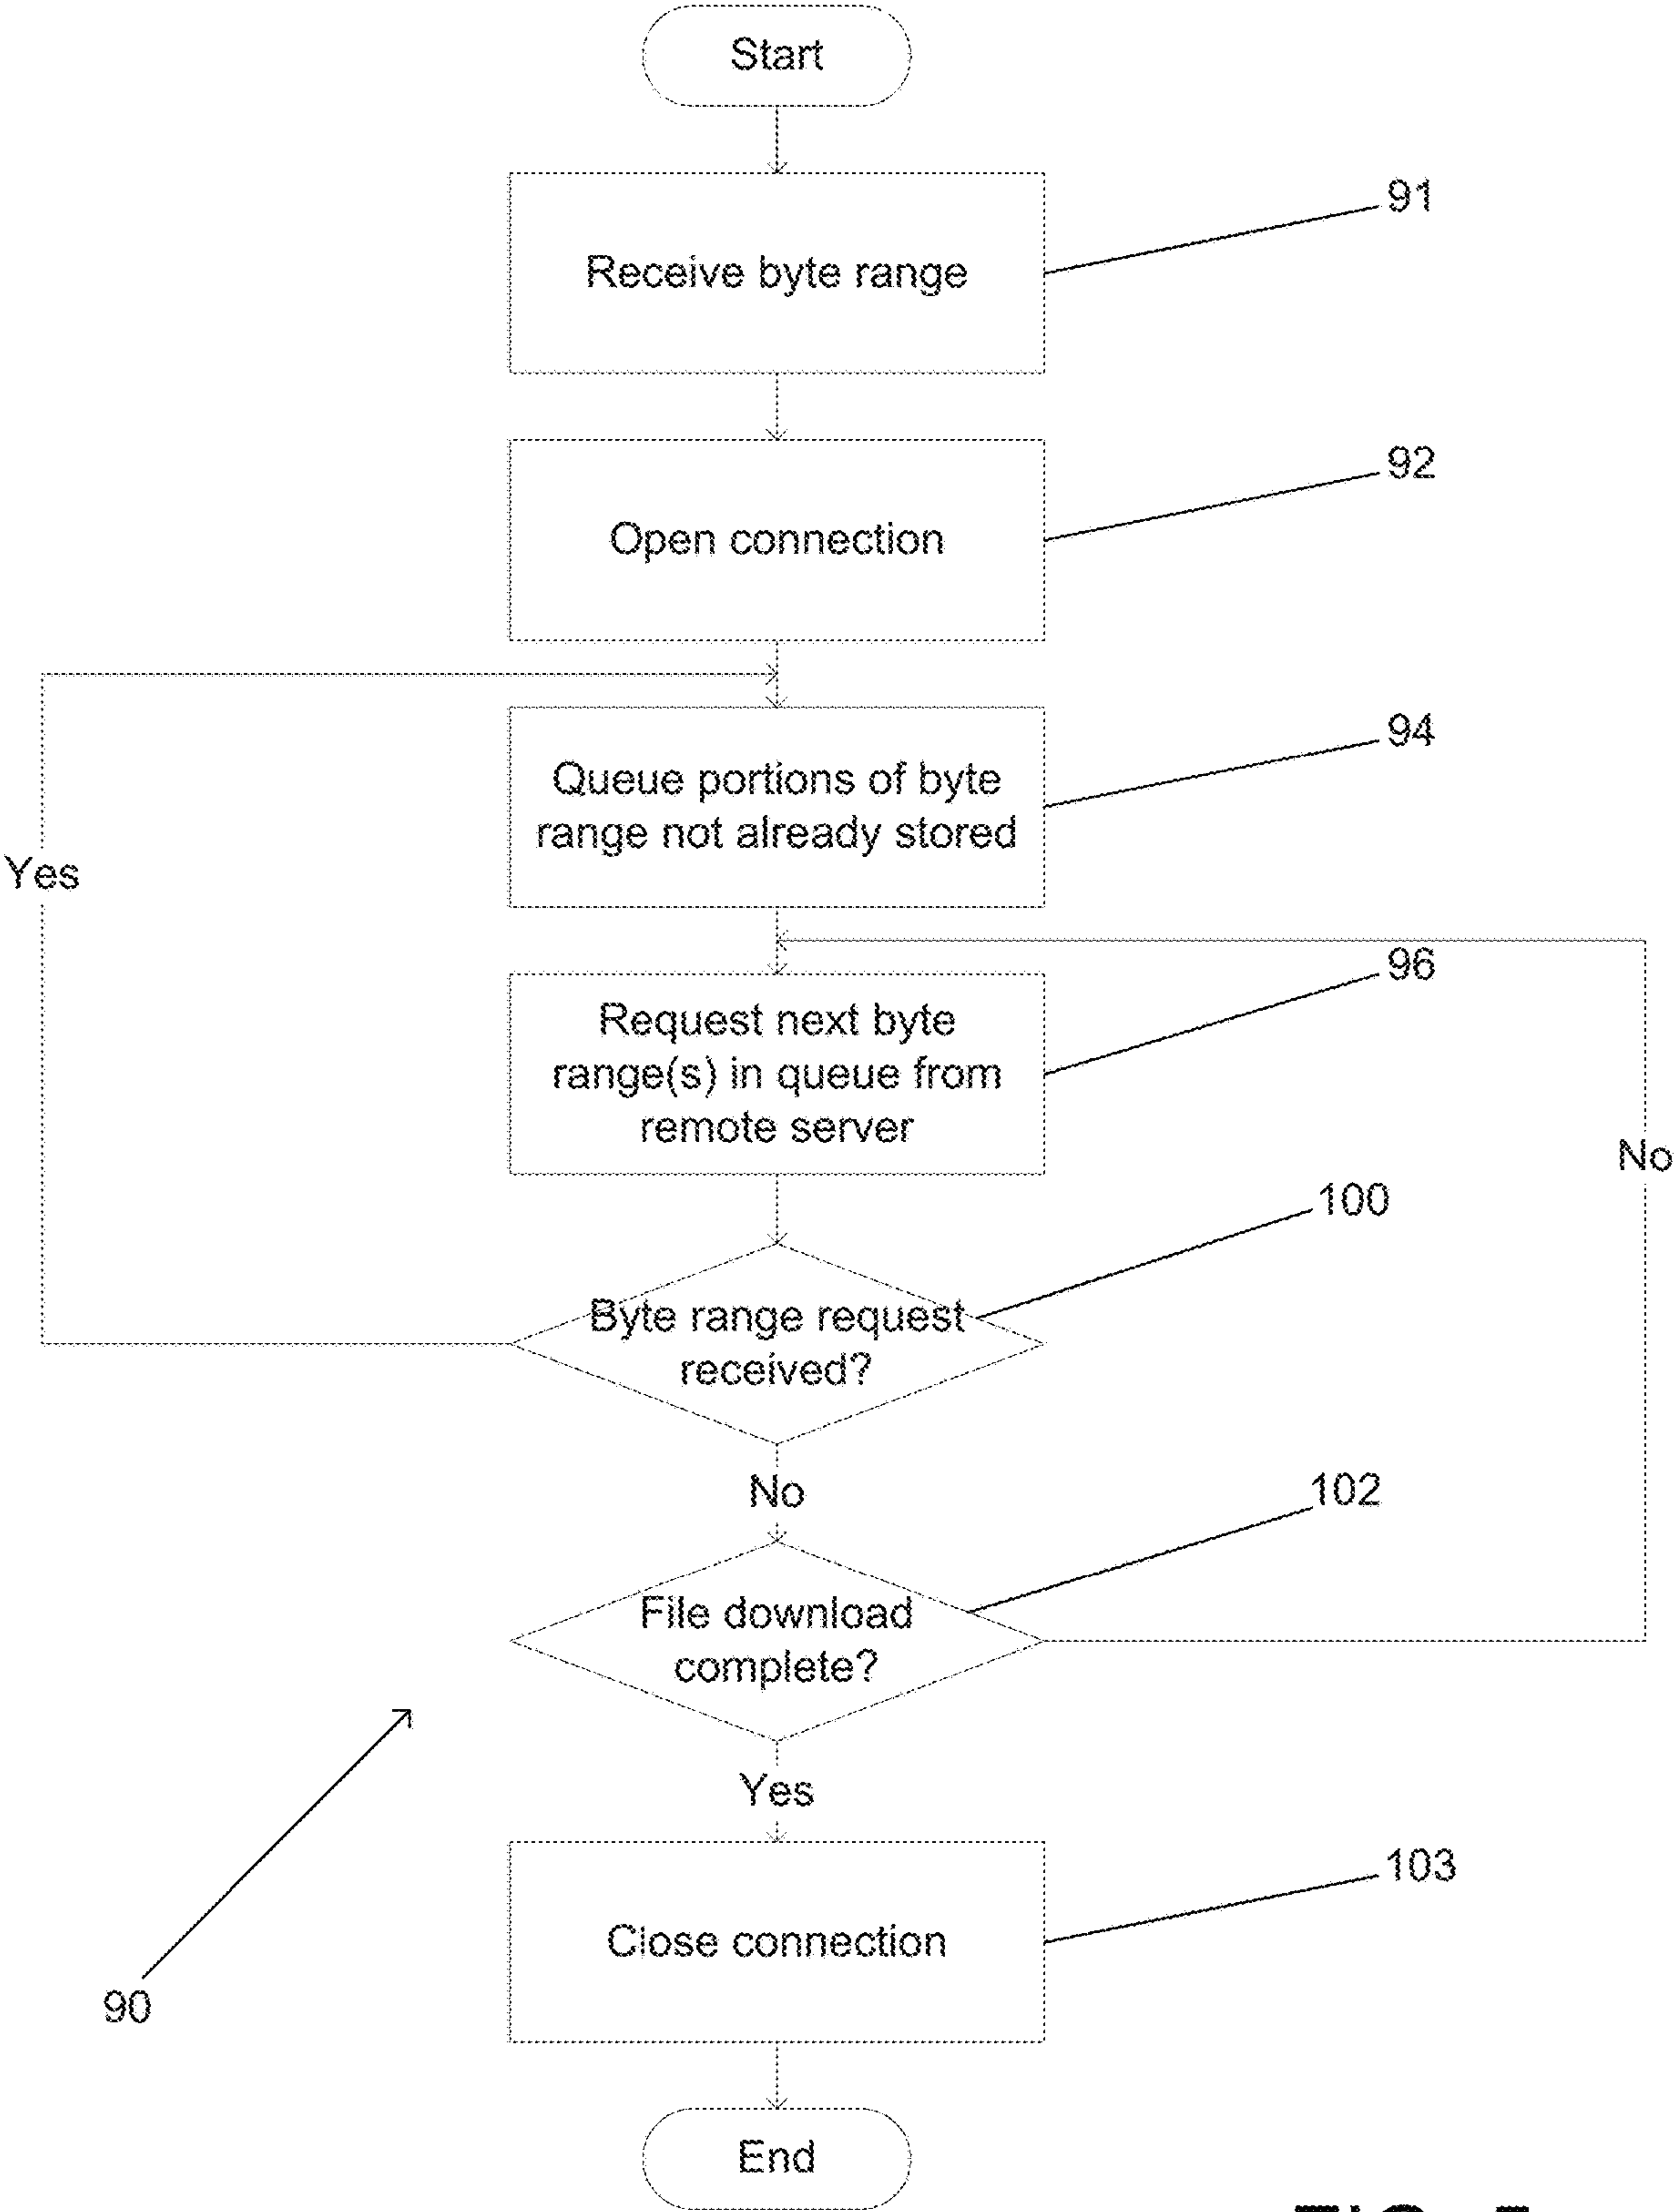 Start
Receive byte range
91
Open connection
92
Queue portions of byte
range not already stored
94
Yes
Request next byte
range(s) in queue from
remote server
96
No
Byte range request
received?
100
No
File download
complete?
102
Yes
Close connection
103
90
End